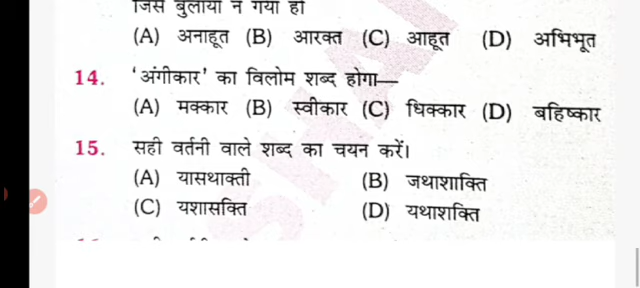 जिसे बुलाया न गया हो
(A) अनाहूत (B) आरक्त (C) आहूत (D) अभिभूत
14. 'अंगीकार' का विलोम शब्द होगा—
(A) मक्कार (B) स्वीकार (C) धिक्कार (D) बहिष्कार
15. सही वर्तनी वाले शब्द का चयन करें।
(A) यासथाक्ती (B) जथाशाक्ति
(C) यशासक्ति (D) यथाशक्ति